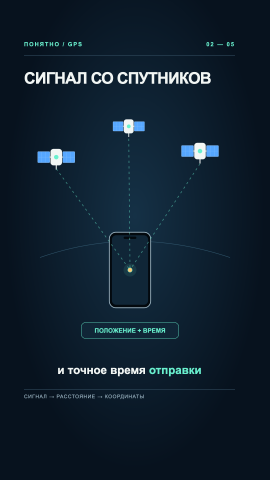 ПОНЯТНО / GPS
02 — 05
СИГНАЛ СО СПУТНИКОВ
ПОЛОЖЕНИЕ + ВРЕМЯ
и точное время отправки
СИГНАЛ → РАССТОЯНИЕ → КООРДИНАТЫ